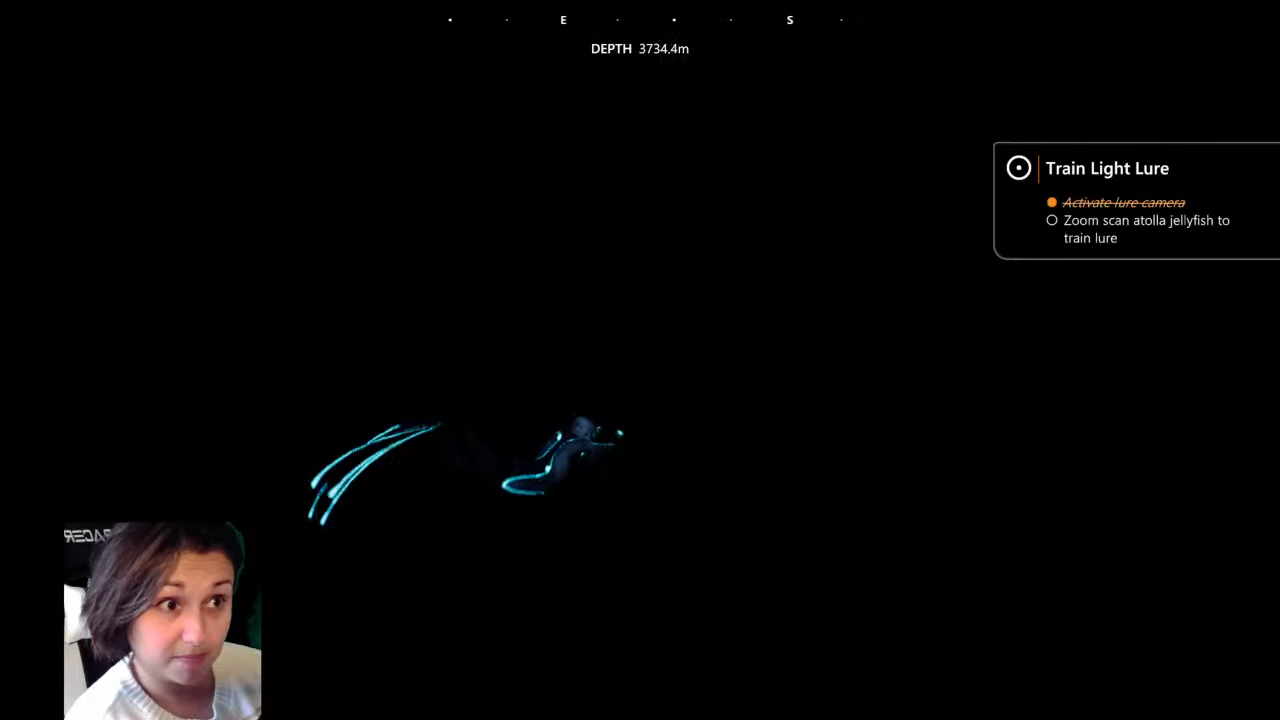 E
S
DEPTH 3734.4m
Train Light Lure
Activate lure camera
Zoom scan atolla jellyfish to
train lure